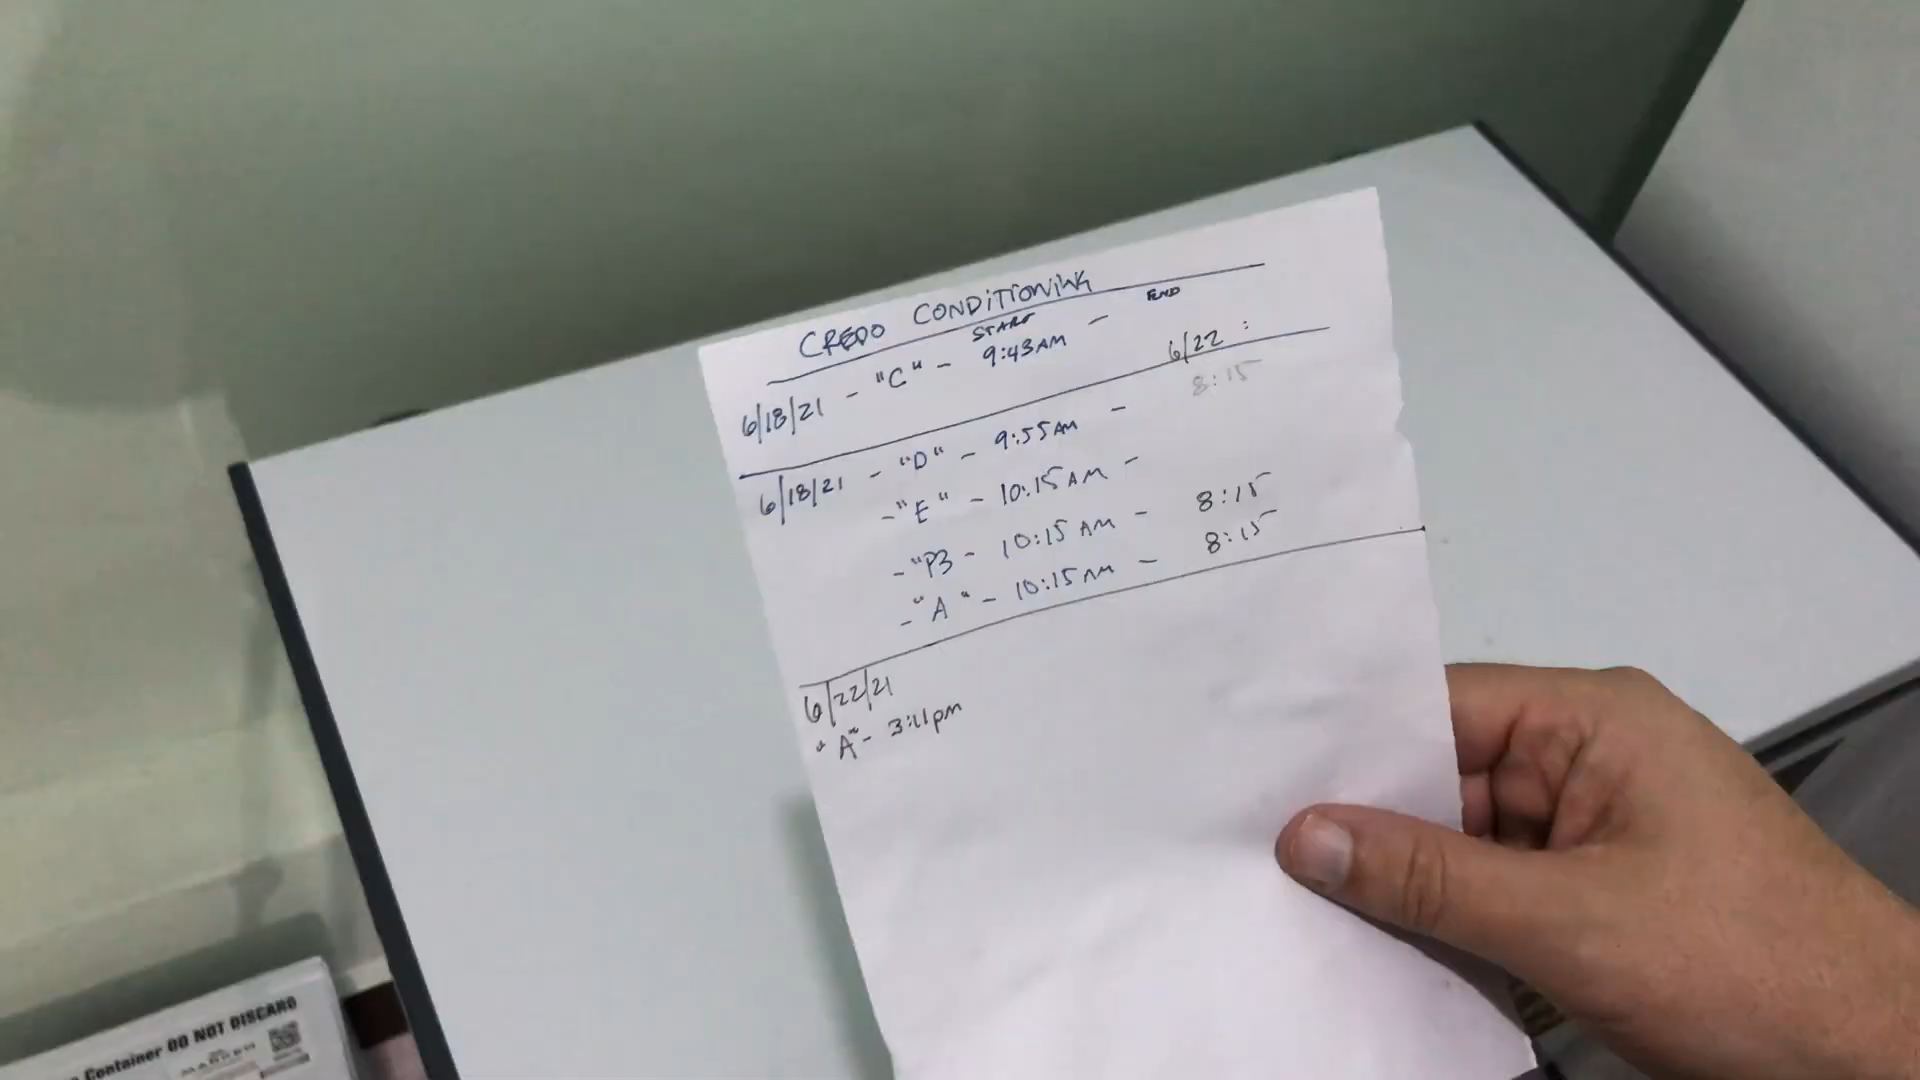 CREDO CONDITIONING
START END
6/18/21 - "C" - 9:43AM - 6/22 :
8:15
6/18/21 - "D" - 9:55AM -
- "E" - 10:15AM -
- "P3 - 10:15 AM - 8:15
- "A" - 10:15AM - 8:15
6/22/21
"A" - 3:11pm
Container DO NOT DISCARD